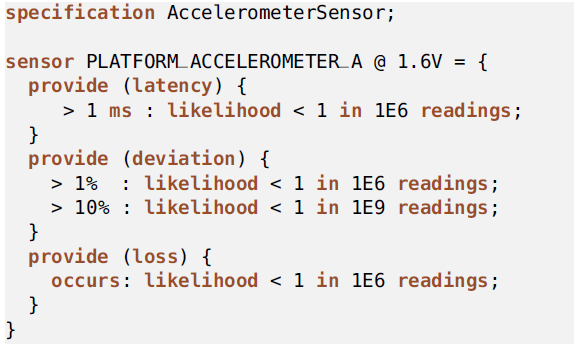 specification AccelerometerSensor;
sensor PLATFORM_ACCELEROMETER_A @ 1.6V = {
  provide (latency) {
     > 1 ms : likelihood < 1 in 1E6 readings;
  }
  provide (deviation) {
    > 1%  : likelihood < 1 in 1E6 readings;
    > 10% : likelihood < 1 in 1E9 readings;
  }
  provide (loss) {
    occurs: likelihood < 1 in 1E6 readings;
  }
}